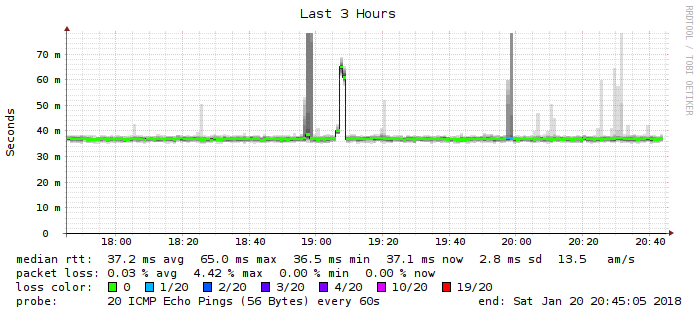 Last 3 Hours
RRDTOOL / TOBI OETIKER
Seconds
70 m
60 m
50 m
40 m
30 m
20 m
10 m
0
18:00 18:20 18:40 19:00 19:20 19:40 20:00 20:20 20:40
median rtt: 37.2 ms avg 65.0 ms max 36.5 ms min 37.1 ms now 2.8 ms sd 13.5 am/s
packet loss: 0.03 % avg 4.42 % max 0.00 % min 0.00 % now
loss color: 0 1/20 2/20 3/20 4/20 10/20 19/20
probe: 20 ICMP Echo Pings (56 Bytes) every 60s end: Sat Jan 20 20:45:05 2018